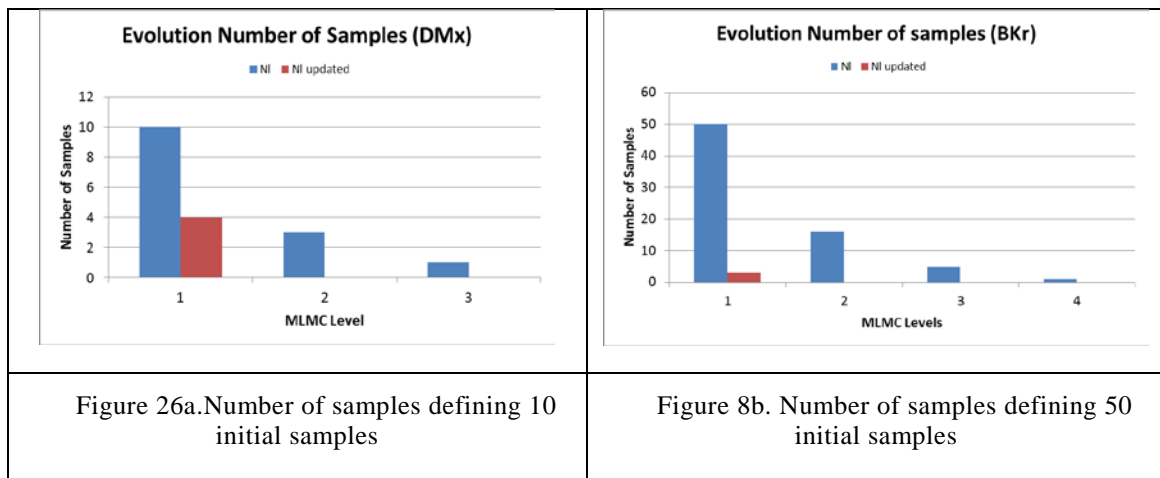 Evolution Number of Samples (DMx)
Nl Nl updated
12
10
8
6
4
2
0
Number of Samples
1 2 3
MLMC Level
Evolution Number of samples (BKr)
Nl Nl updated
60
50
40
30
20
10
0
Number of Samples
1 2 3 4
MLMC Levels
Figure 26a.Number of samples defining 10
initial samples
Figure 8b. Number of samples defining 50
initial samples